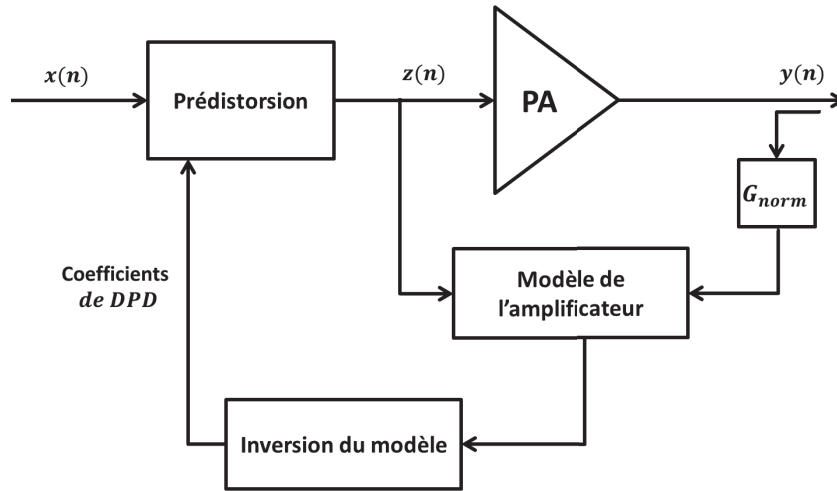 x(n)
z(n)
y(n)
Prédistorsion
PA
G_norm
Coefficients
de DPD
Modèle de
l'amplificateur
Inversion du modèle